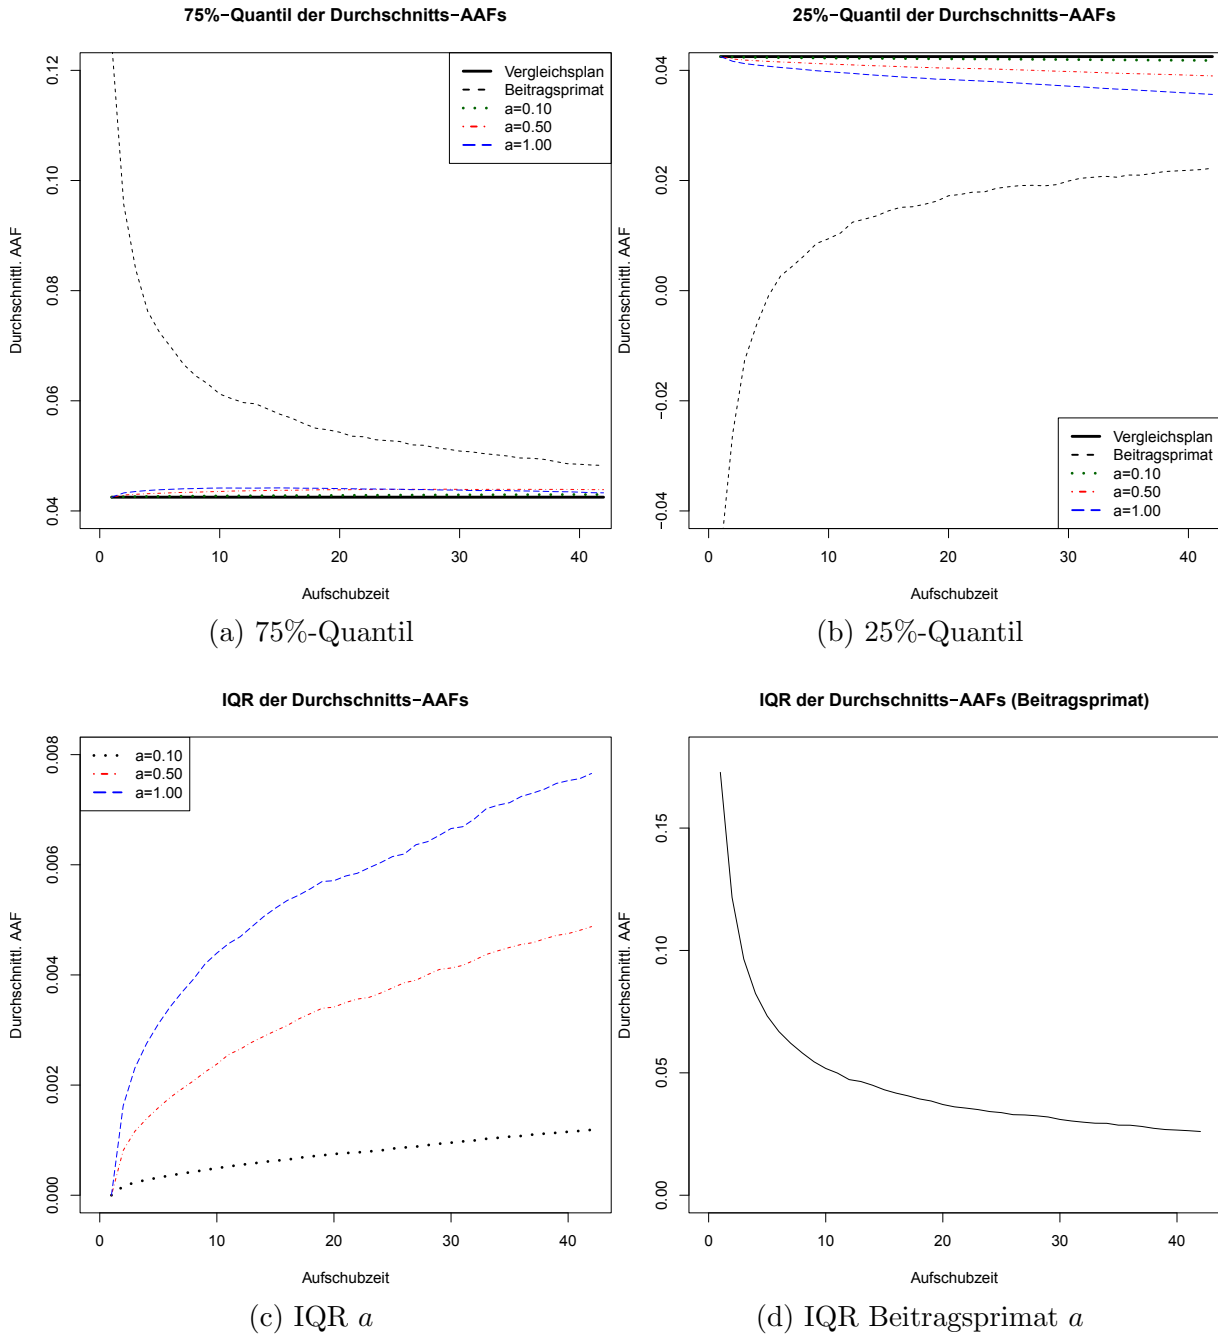 75%−Quantil der Durchschnitts−AAFs
Durchschnittl. AAF
0.12
0.10
0.08
0.06
0.04
Vergleichsplan
Beitragsprimat
a=0.10
a=0.50
a=1.00
0 10 20 30 40
Aufschubzeit
(a) 75%-Quantil
25%−Quantil der Durchschnitts−AAFs
Durchschnittl. AAF
0.04
0.02
0.00
−0.02
−0.04
Vergleichsplan
Beitragsprimat
a=0.10
a=0.50
a=1.00
0 10 20 30 40
Aufschubzeit
(b) 25%-Quantil
IQR der Durchschnitts−AAFs
Durchschnittl. AAF
0.008
0.006
0.004
0.002
0.000
a=0.10
a=0.50
a=1.00
0 10 20 30 40
Aufschubzeit
(c) IQR a
IQR der Durchschnitts−AAFs (Beitragsprimat)
Durchschnittl. AAF
0.15
0.10
0.05
0.00
0 10 20 30 40
Aufschubzeit
(d) IQR Beitragsprimat a